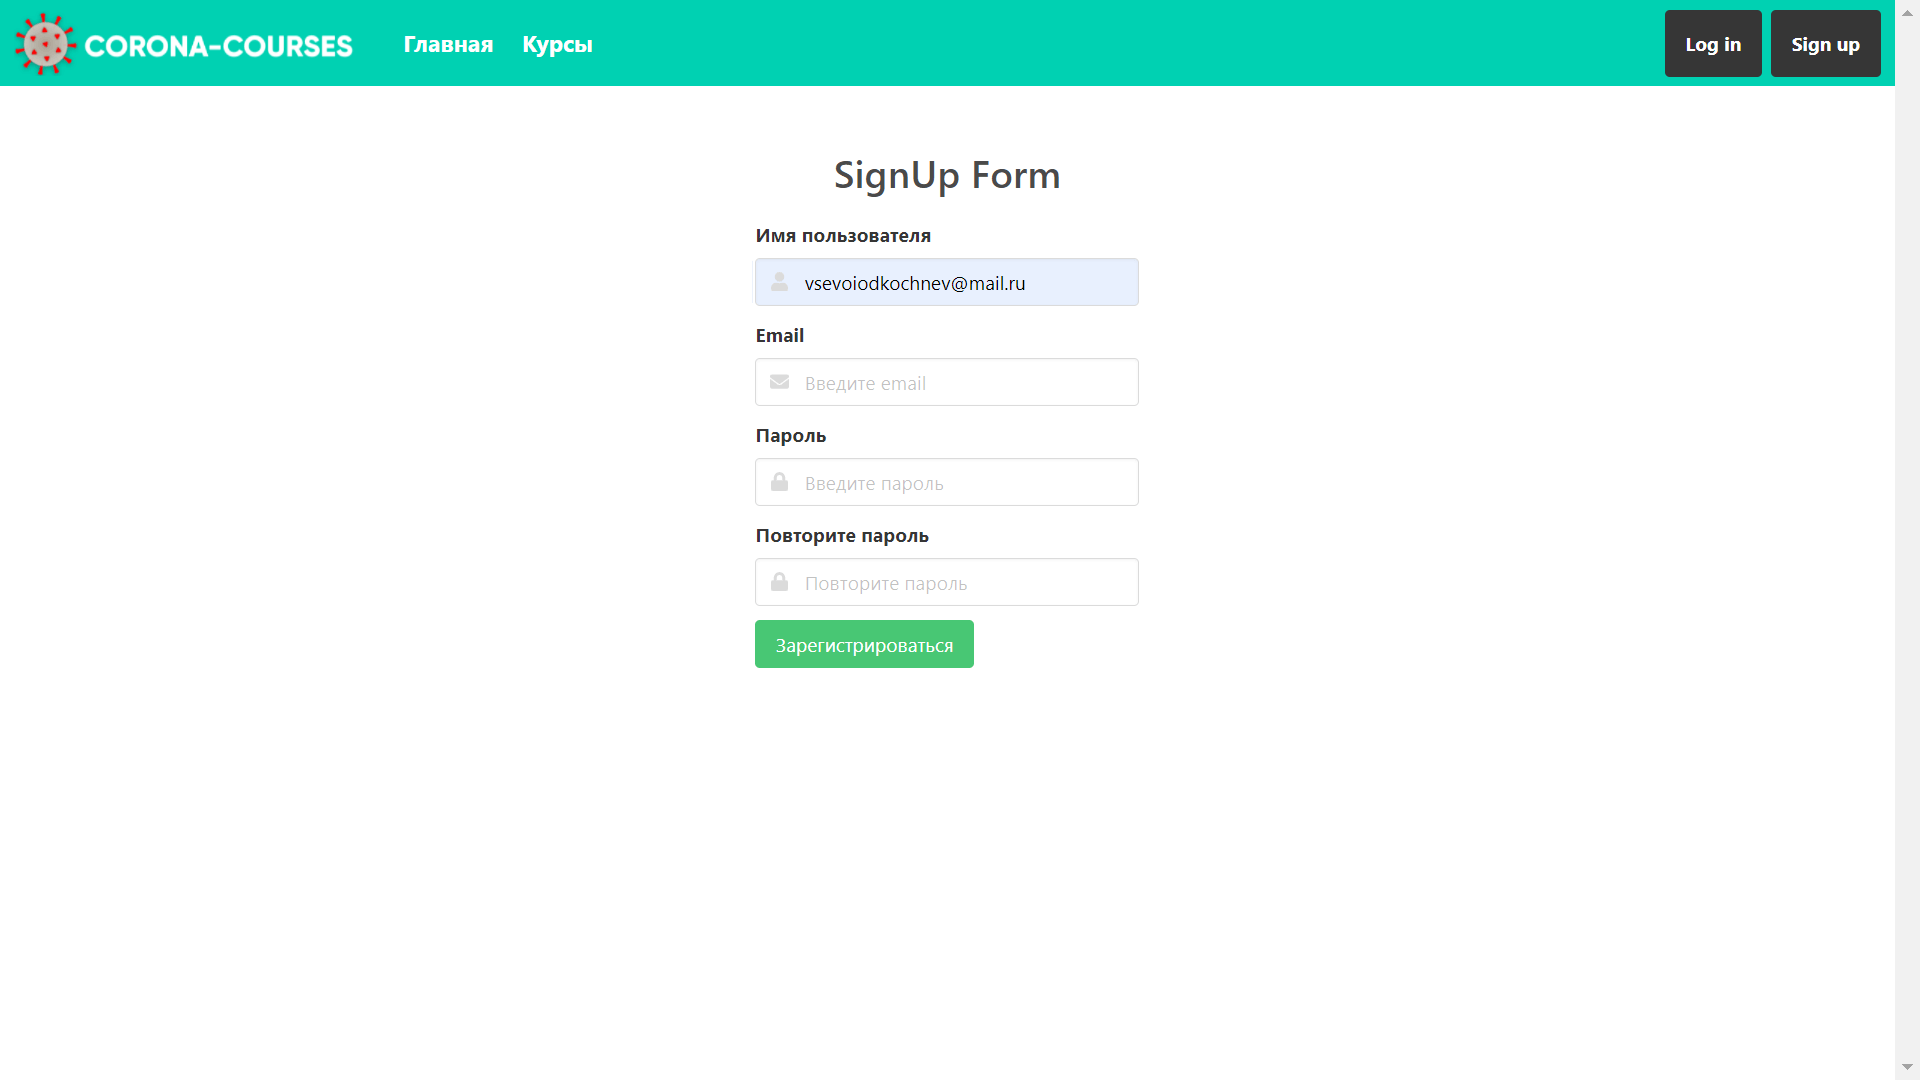 CORONA-COURSES
Главная
Курсы
Log in
Sign up
SignUp Form
Имя пользователя
vsevoiodkochnev@mail.ru
Email
Введите email
Пароль
Введите пароль
Повторите пароль
Повторите пароль
Зарегистрироваться